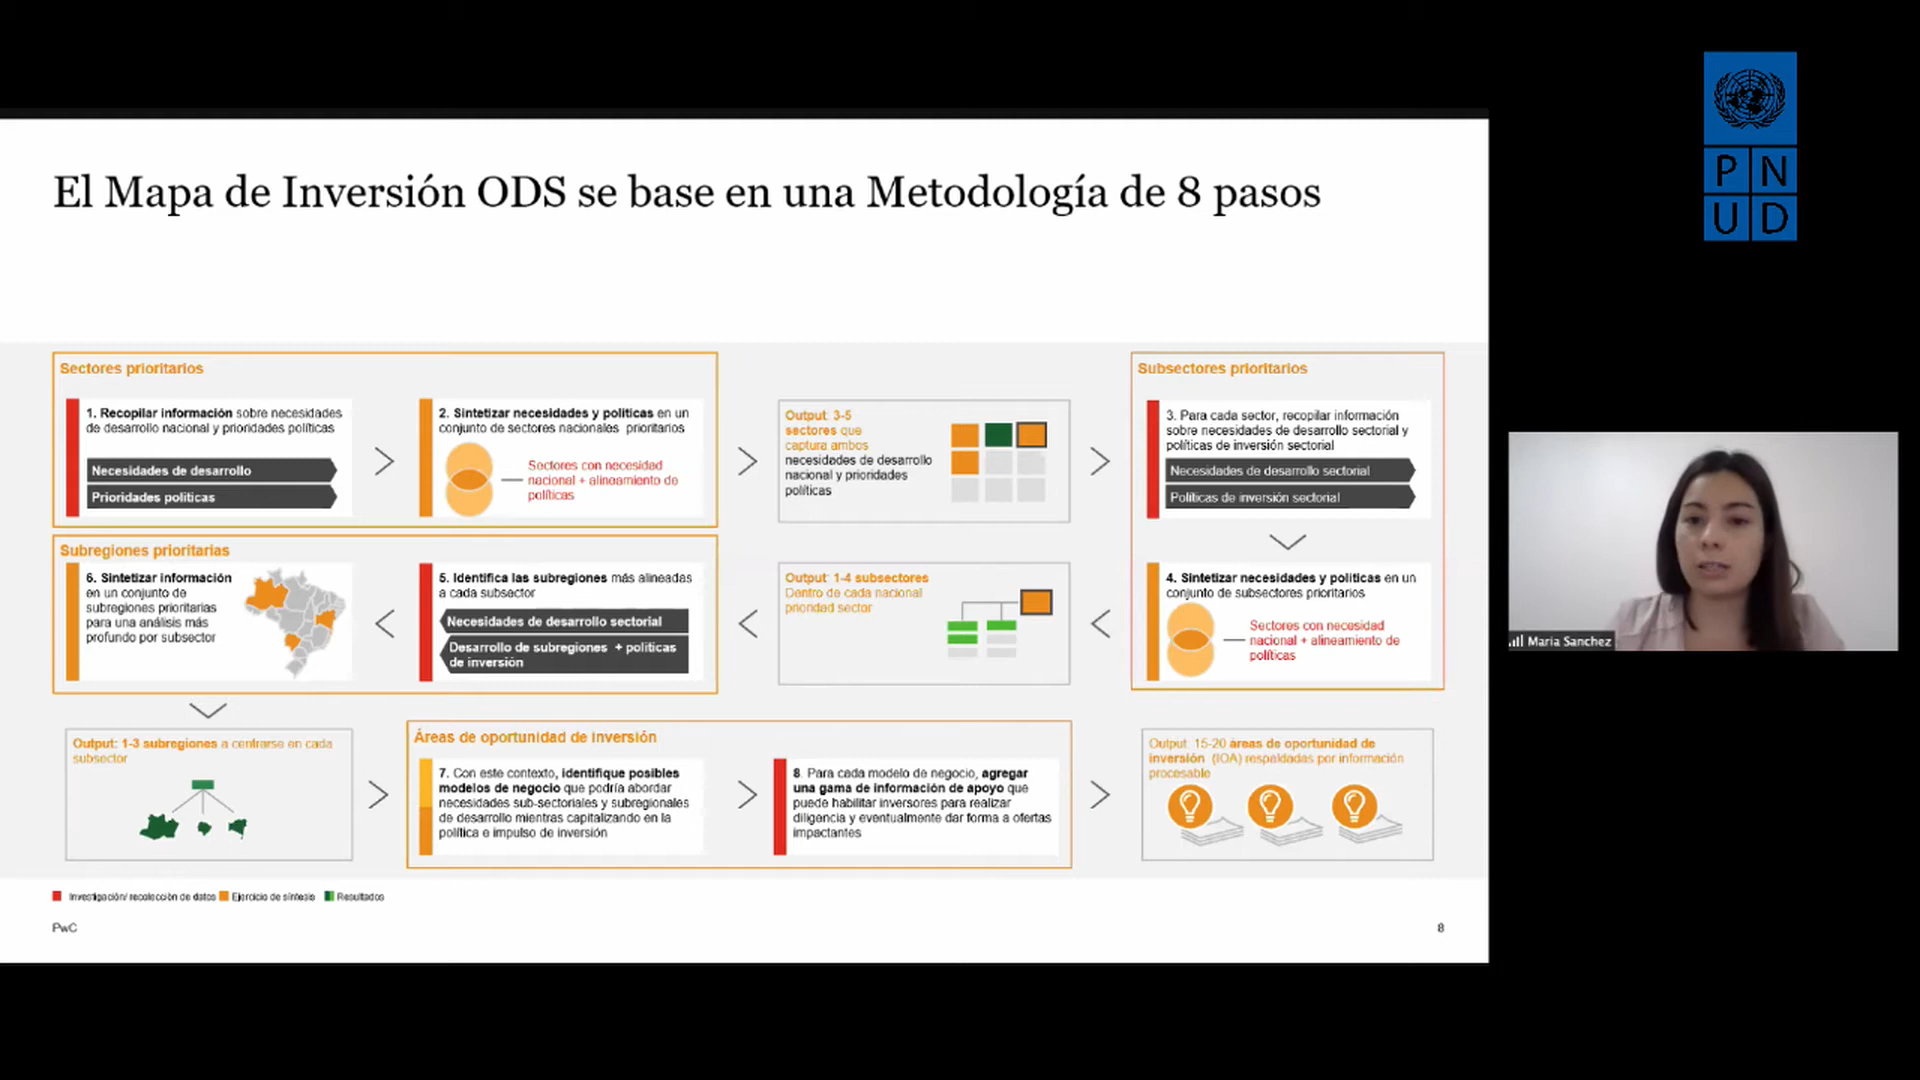 El Mapa de Inversión ODS se base en una Metodología de 8 pasos
P N
U D
Sectores prioritarios
1. Recopilar información sobre necesidades
de desarrollo nacional y prioridades políticas
Necesidades de desarrollo
Prioridades políticas
2. Sintetizar necesidades y políticas en un
conjunto de sectores nacionales prioritarios
Sectores con necesidad
nacional + alineamiento de
políticas
Output: 3-5
sectores que
captura ambos
necesidades de desarrollo
nacional y prioridades
políticas
Subsectores prioritarios
3. Para cada sector, recopilar información
sobre necesidades de desarrollo sectorial y
políticas de inversión sectorial
Necesidades de desarrollo sectorial
Políticas de inversión sectorial
4. Sintetizar necesidades y políticas en un
conjunto de subsectores prioritarios
Sectores con necesidad
nacional + alineamiento de
políticas
Output: 1-4 subsectores
Dentro de cada nacional
prioridad sector
Subregiones prioritarias
5. Identifica las subregiones más alineadas
a cada subsector
Necesidades de desarrollo sectorial
Desarrollo de subregiones + políticas
de inversión
6. Sintetizar información
en un conjunto de
subregiones prioritarias
para una análisis más
profundo por subsector
Output: 1-3 subregiones a centrarse en cada
subsector
Áreas de oportunidad de inversión
7. Con este contexto, identifique posibles
modelos de negocio que podría abordar
necesidades sub-sectoriales y subregionales
de desarrollo mientras capitalizando en la
política e impulso de inversión
8. Para cada modelo de negocio, agregar
una gama de información de apoyo que
puede habilitar inversores para realizar
diligencia y eventualmente dar forma a ofertas
impactantes
Output: 15-20 áreas de oportunidad de
inversión (IOA) respaldadas por información
procesable
Investigación/ recolección de datos
Ejercicio de síntesis
Resultados
PwC
8
Maria Sanchez